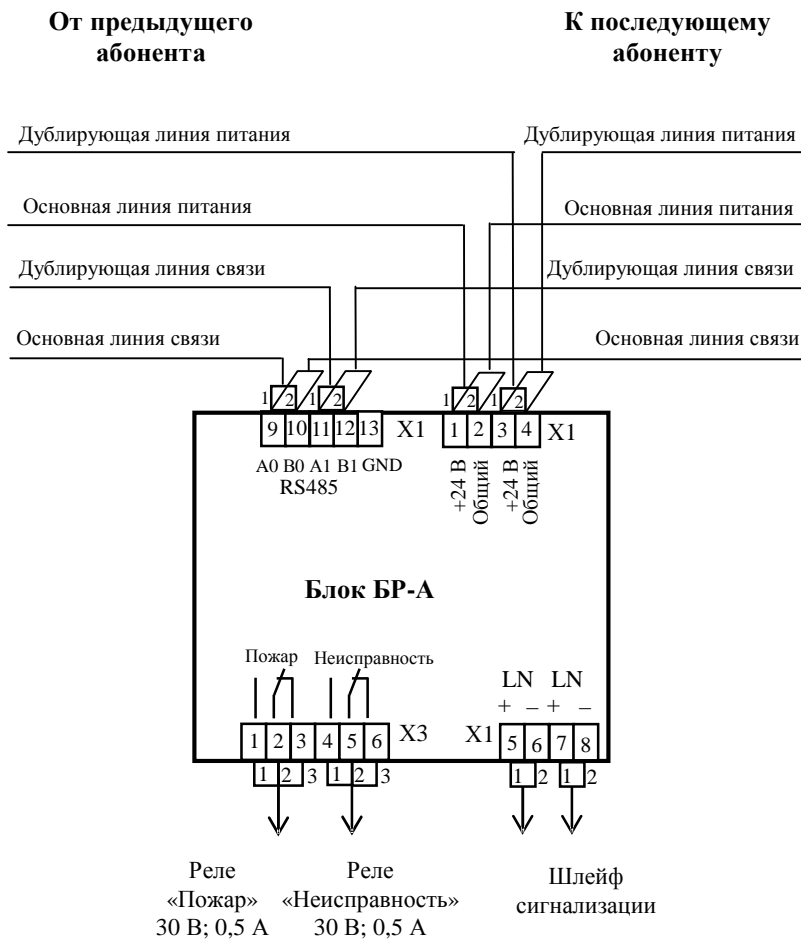 От предыдущего
абонента
К последующему
абоненту
Дублирующая линия питания
Дублирующая линия питания
Основная линия питания
Основная линия питания
Дублирующая линия связи
Дублирующая линия связи
Основная линия связи
Основная линия связи
1 2 1 2
1 2 1 2
9 10 11 12 13 X1
1 2 3 4 X1
A0 B0 A1 B1 GND
RS485
+24 В
Общий
+24 В
Общий
Блок БР-А
Пожар Неисправность
LN LN
+ – + –
1 2 3 4 5 6 X3
X1 5 6 7 8
1 2 3 1 2 3
1 2 1 2
Реле
«Пожар»
30 В; 0,5 А
Реле
«Неисправность»
30 В; 0,5 А
Шлейф
сигнализации